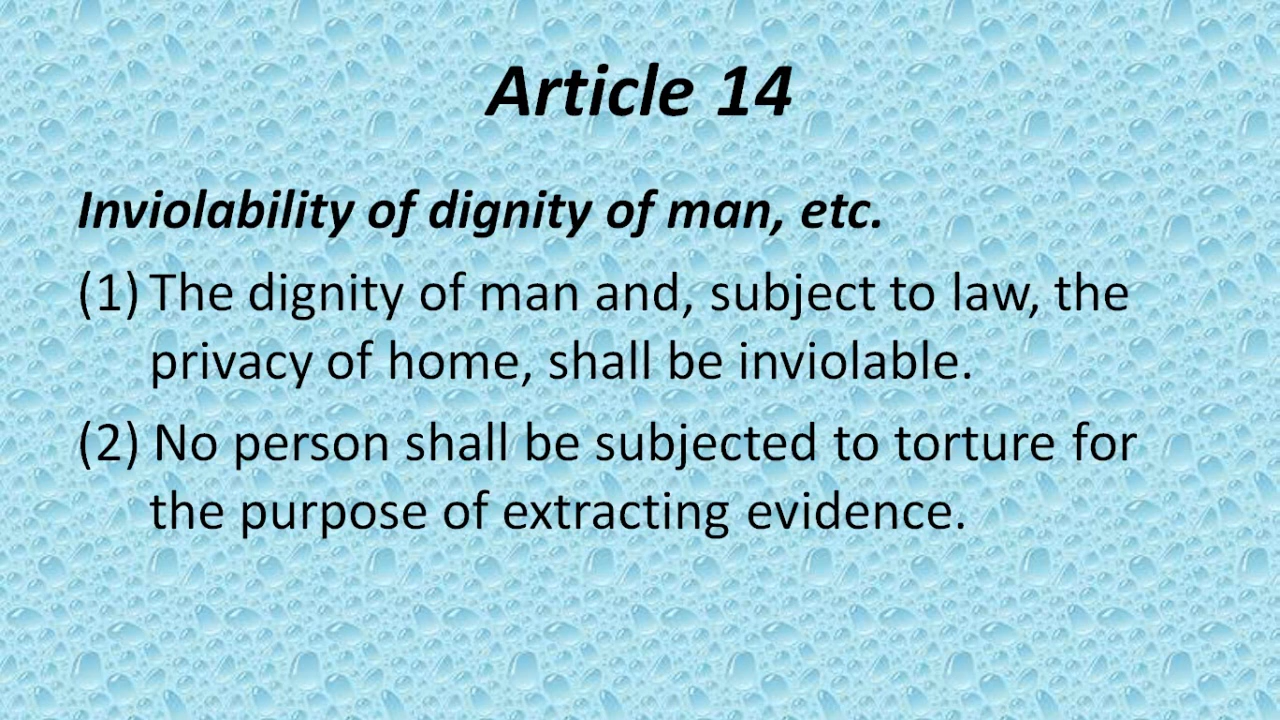 Article 14
Inviolability of dignity of man, etc.
(1) The dignity of man and, subject to law, the
privacy of home, shall be inviolable.
(2) No person shall be subjected to torture for
the purpose of extracting evidence.